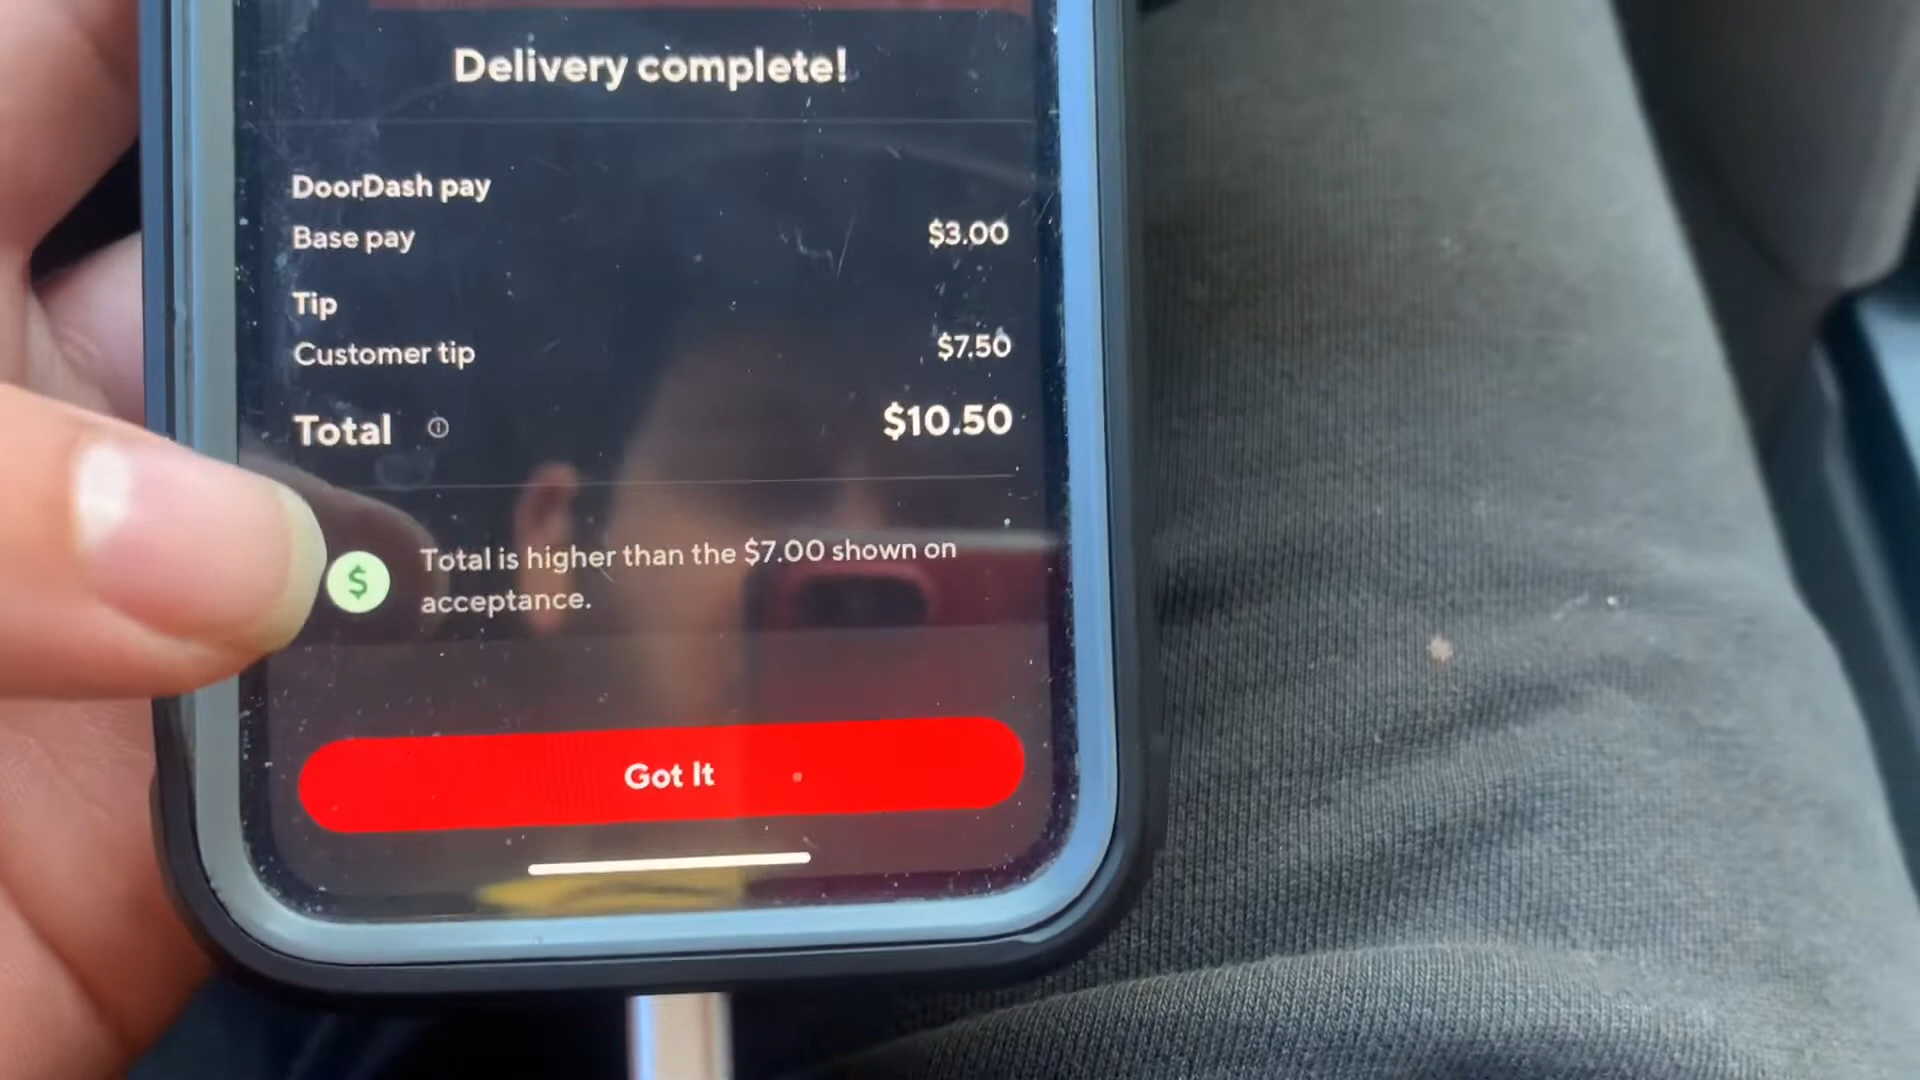 Delivery complete!
DoorDash pay
Base pay $3.00
Tip
Customer tip $7.50
Total $10.50
$ Total is higher than the $7.00 shown on
acceptance.
Got It